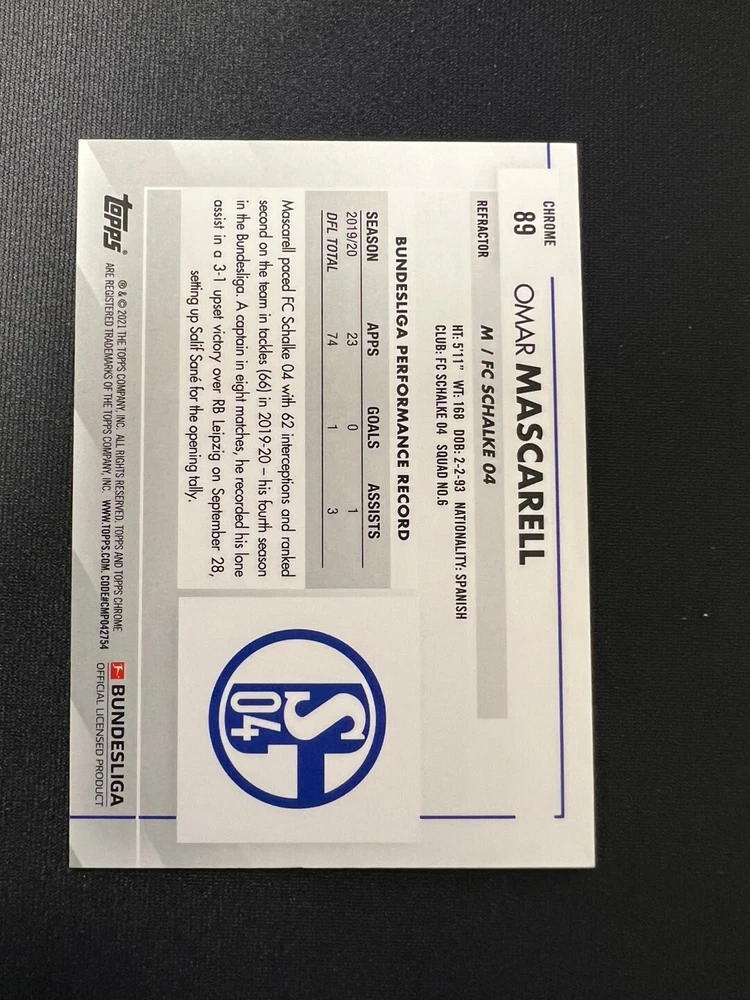 CHROME
89
OMAR MASCARELL
REFRACTOR
M / FC SCHALKE 04
HT: 5'11" WT: 168 DOB: 2-2-93 NATIONALITY: SPANISH
CLUB: FC SCHALKE 04 SQUAD NO.6
BUNDESLIGA PERFORMANCE RECORD
SEASON APPS GOALS ASSISTS
2019/20 23 0 1
DFL TOTAL 74 1 3
Mascarell paced FC Schalke 04 with 62 interceptions and ranked
second on the team in tackles (66) in 2019-20 – his fourth season
in the Bundesliga. A captain in eight matches, he recorded his lone
assist in a 3-1 upset victory over RB Leipzig on September 28,
setting up Salif Sané for the opening tally.
S
04
topps®
® & © 2021 THE TOPPS COMPANY, INC. ALL RIGHTS RESERVED. TOPPS AND TOPPS CHROME
ARE REGISTERED TRADEMARKS OF THE TOPPS COMPANY, INC. WWW.TOPPS.COM. CODE#CMP042754
BUNDESLIGA
OFFICIAL LICENSED PRODUCT